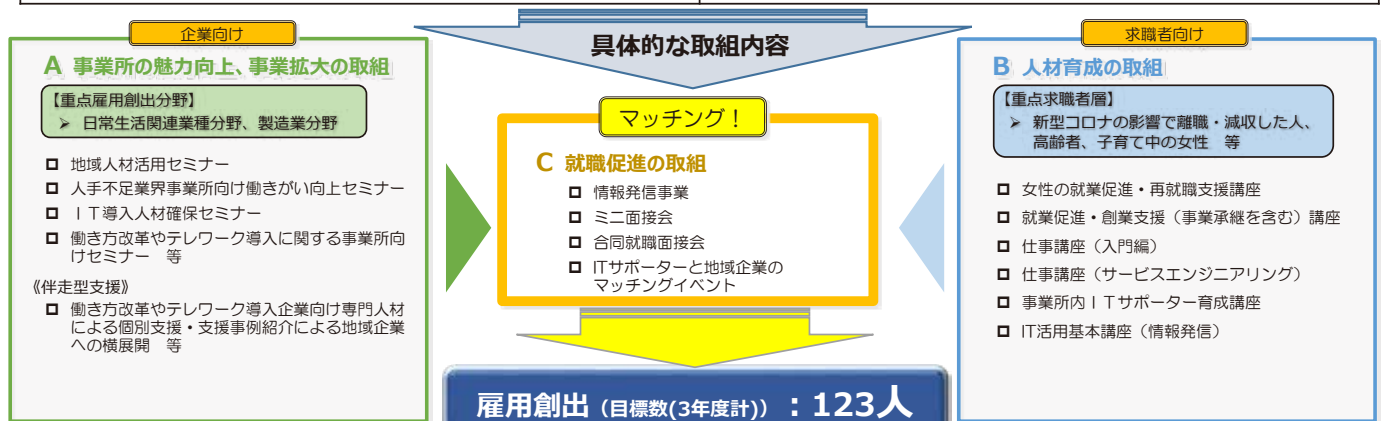 具体的な取組内容
企業向け
A 事業所の魅力向上、事業拡大の取組
【重点雇用創出分野】
➢ 日常生活関連業種分野、製造業分野
□ 地域人材活用セミナー
□ 人手不足業界事業所向け働きがい向上セミナー
□ ＩＴ導入人材確保セミナー
□ 働き方改革やテレワーク導入に関する事業所向
けセミナー　等
《伴走型支援》
□ 働き方改革やテレワーク導入企業向け専門人材
による個別支援・支援事例紹介による地域企業
への横展開　等
マッチング！
C 就職促進の取組
□ 情報発信事業
□ ミニ面接会
□ 合同就職面接会
□ ITサポーターと地域企業の
マッチングイベント
求職者向け
B 人材育成の取組
【重点求職者層】
➢ 新型コロナの影響で離職・減収した人、
高齢者、子育て中の女性　等
□ 女性の就業促進・再就職支援講座
□ 就業促進・創業支援（事業承継を含む）講座
□ 仕事講座（入門編）
□ 仕事講座（サービスエンジニアリング）
□ 事業所内ＩＴサポーター育成講座
□ IT活用基本講座（情報発信）
雇用創出（目標数(3年度計)）：123人